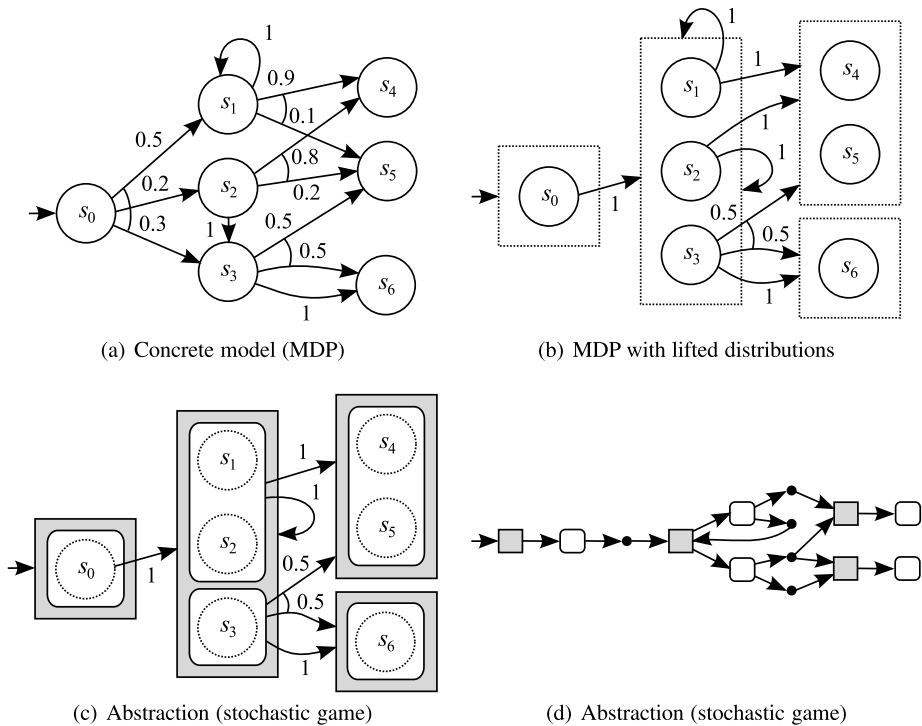 1
0.9
s1
s4
0.1
0.5
0.8
0.2
s2
s5
0.2
s0
0.5
0.3
1
s3
0.5
s6
1
(a) Concrete model (MDP)
1
1
s1
s4
1
s2
1
s5
s0
1
0.5
s3
0.5
s6
1
(b) MDP with lifted distributions
s1
1
s4
1
s2
s5
s0
1
0.5
0.5
s3
s6
1
(c) Abstraction (stochastic game)
(d) Abstraction (stochastic game)